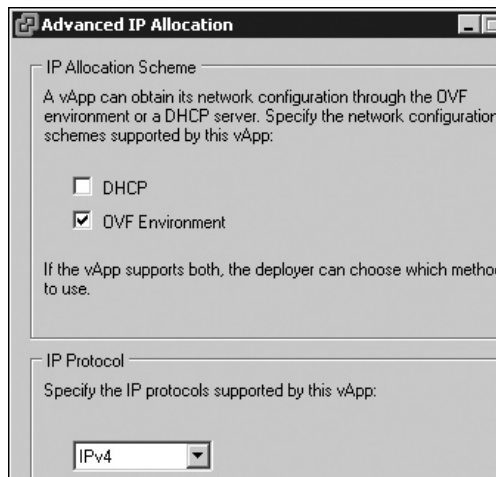 Advanced IP Allocation
IP Allocation Scheme
A vApp can obtain its network configuration through the OVF
environment or a DHCP server. Specify the network configuration
schemes supported by this vApp:
DHCP
OVF Environment
If the vApp supports both, the deployer can choose which
to use.
IP Protocol
Specify the IP protocols supported by this vApp:
IPv4